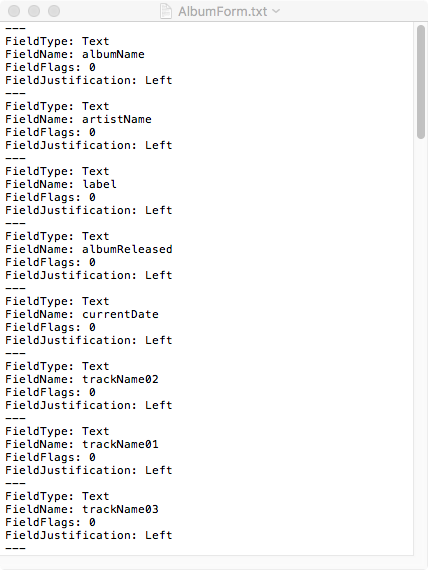 AlbumForm.txt
---
FieldType: Text
FieldName: albumName
FieldFlags: 0
FieldJustification: Left
---
FieldType: Text
FieldName: artistName
FieldFlags: 0
FieldJustification: Left
---
FieldType: Text
FieldName: label
FieldFlags: 0
FieldJustification: Left
---
FieldType: Text
FieldName: albumReleased
FieldFlags: 0
FieldJustification: Left
---
FieldType: Text
FieldName: currentDate
FieldFlags: 0
FieldJustification: Left
---
FieldType: Text
FieldName: trackName02
FieldFlags: 0
FieldJustification: Left
---
FieldType: Text
FieldName: trackName01
FieldFlags: 0
FieldJustification: Left
---
FieldType: Text
FieldName: trackName03
FieldFlags: 0
FieldJustification: Left
---